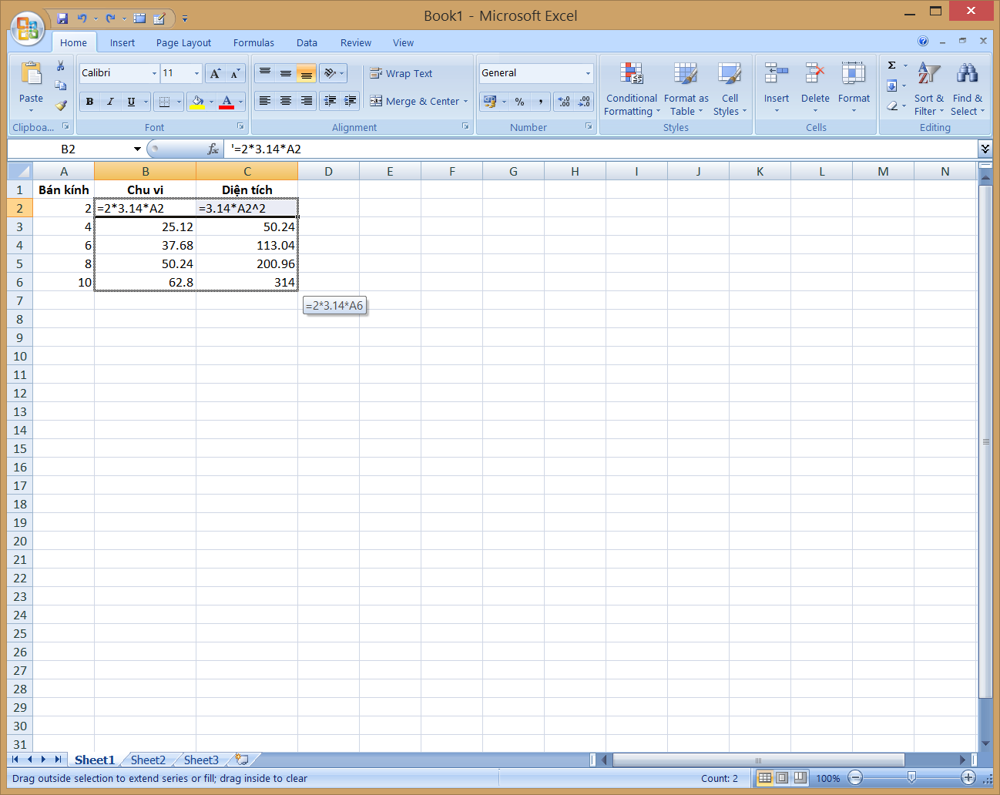 Book1 - Microsoft Excel
Home Insert Page Layout Formulas Data Review View
Paste
Clipboa...
Calibri 11
B I U
Font
Wrap Text
Merge & Center
Alignment
General
% ,
Number
Conditional Formatting
Format as Table
Cell Styles
Styles
Insert Delete Format
Cells
Σ
Sort & Filter
Find & Select
Editing
B2 fx '=2*3.14*A2
A B C D E F G H I J K L M N
1 Bán kính Chu vi Diện tích
2 2 =2*3.14*A2 =3.14*A2^2
3 4 25.12 50.24
4 6 37.68 113.04
5 8 50.24 200.96
6 10 62.8 314
7 =2*3.14*A6
8
9
10
11
12
13
14
15
16
17
18
19
20
21
22
23
24
25
26
27
28
29
30
31
Sheet1 Sheet2 Sheet3
Drag outside selection to extend series or fill; drag inside to clear Count: 2 100%